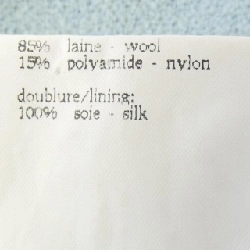 85% laine - wool
15% polyamide - nylon
doublure/lining:
100% soie - silk